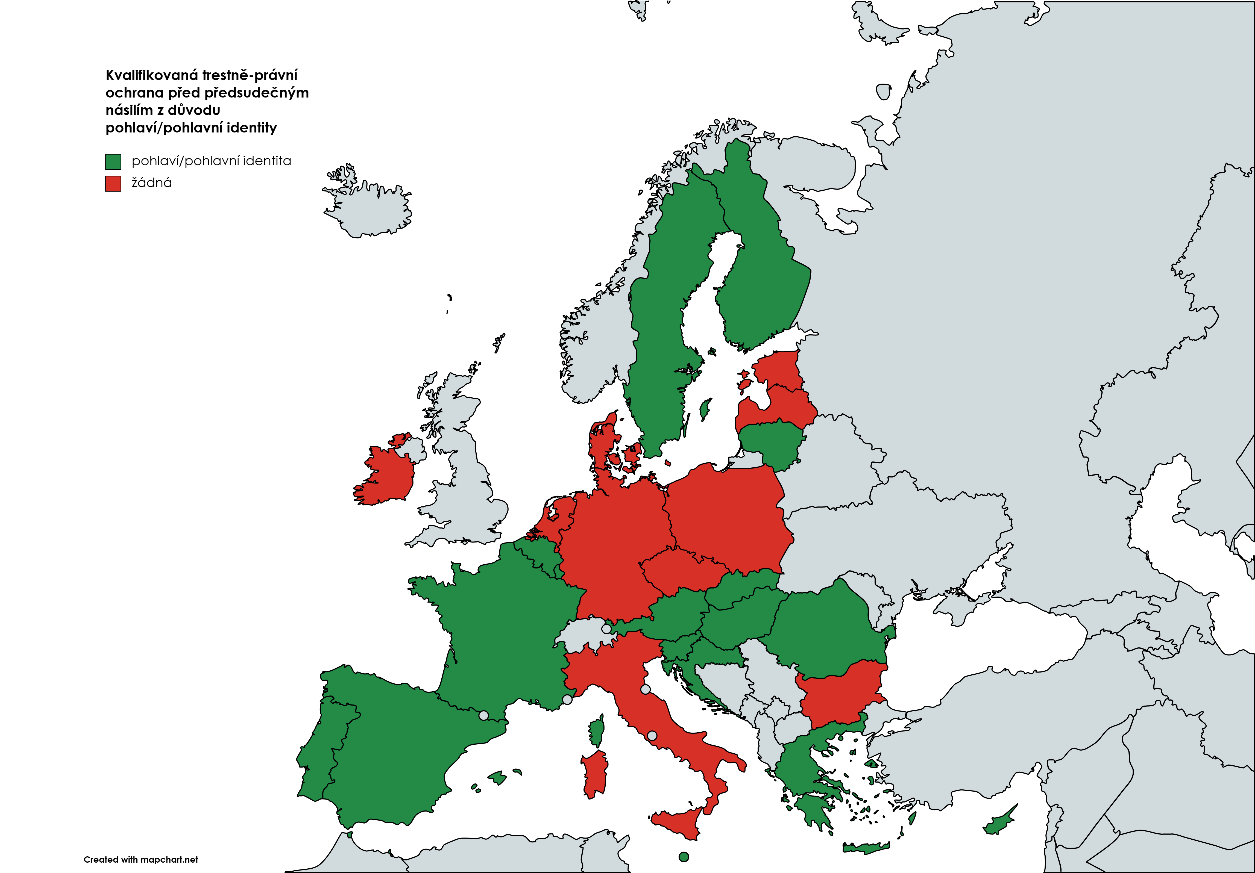 Kvalifikovaná trestně-právní
ochrana před předsudečným
násilím z důvodu
pohlaví/pohlavní identity
pohlaví/pohlavní identita
žádná
Created with mapchart.net